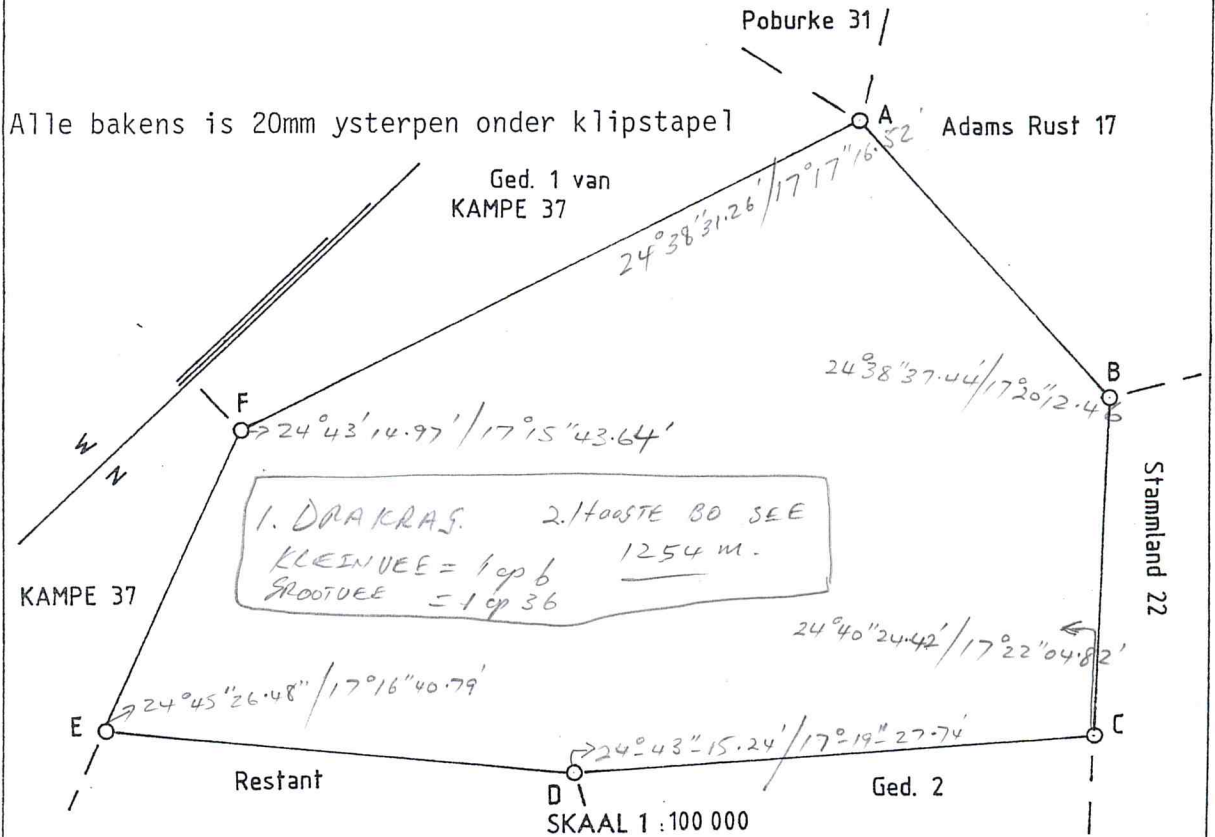 Poburke 31
A
Adams Rust 17
Alle bakens is 20mm ysterpen onder klipstapel
Ged. 1 van
KAMPE 37
24°38"31.26'/17°17"16.52'
24°38"37.44'/17°20"12.46
B
F
24°43'14.97'/17°15"43.64'
W
N
1. DRAKRAG.
2. HOOGTE BO SEE
KLEINVEE = 1 op 6
1254 m.
GROOTVEE = 1 op 36
Stammland 22
KAMPE 37
24°40"24.42'/17°22"04.82'
24°45"26.48"/17°16"40.79'
E
C
24°43"15.24'/17°19"27.74'
Restant
D
Ged. 2
SKAAL 1:100 000